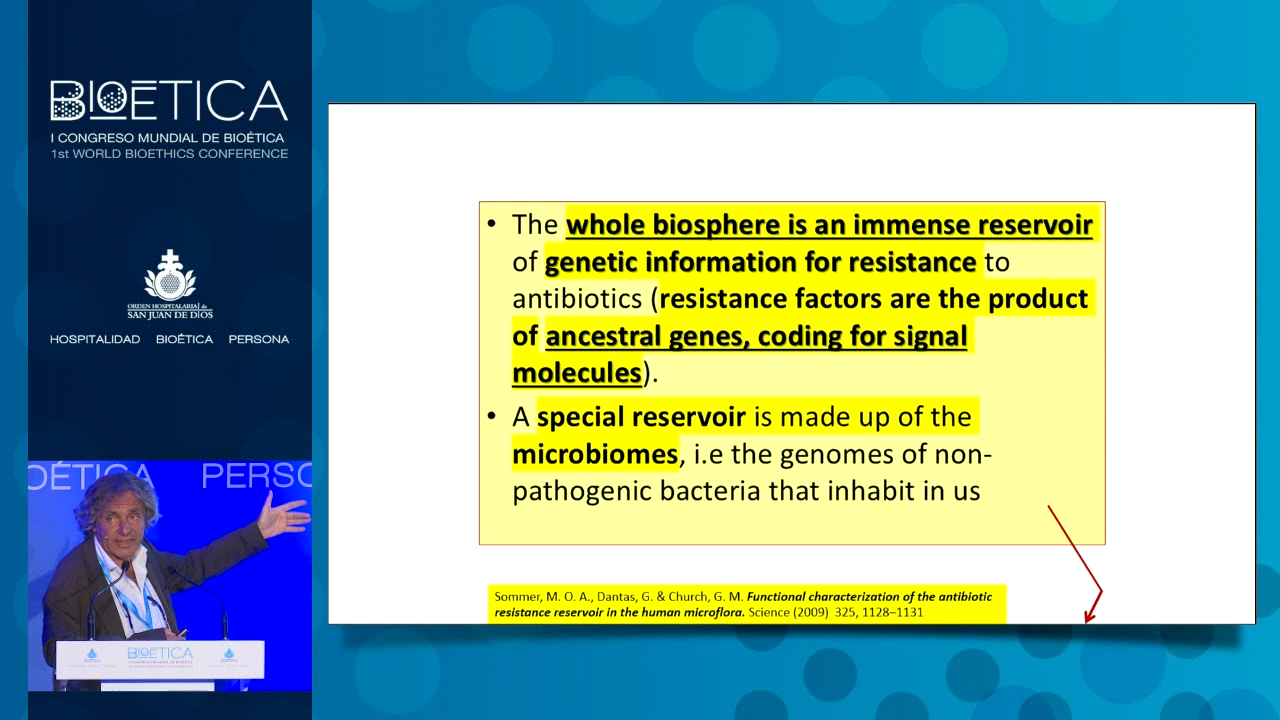 BIOÉTICA
I CONGRESO MUNDIAL DE BIOÉTICA
1st WORLD BIOETHICS CONFERENCE
ORDEN HOSPITALARIA de
SAN JUAN DE DIOS
HOSPITALIDAD BIOÉTICA PERSONA
• The whole biosphere is an immense reservoir
of genetic information for resistance to
antibiotics (resistance factors are the product
of ancestral genes, coding for signal
molecules).
• A special reservoir is made up of the
microbiomes, i.e the genomes of non-
pathogenic bacteria that inhabit in us
Sommer, M. O. A., Dantas, G. & Church, G. M. Functional characterization of the antibiotic
resistance reservoir in the human microflora. Science (2009) 325, 1128–1131
OÉTICA PERSO
BIOÉTICA